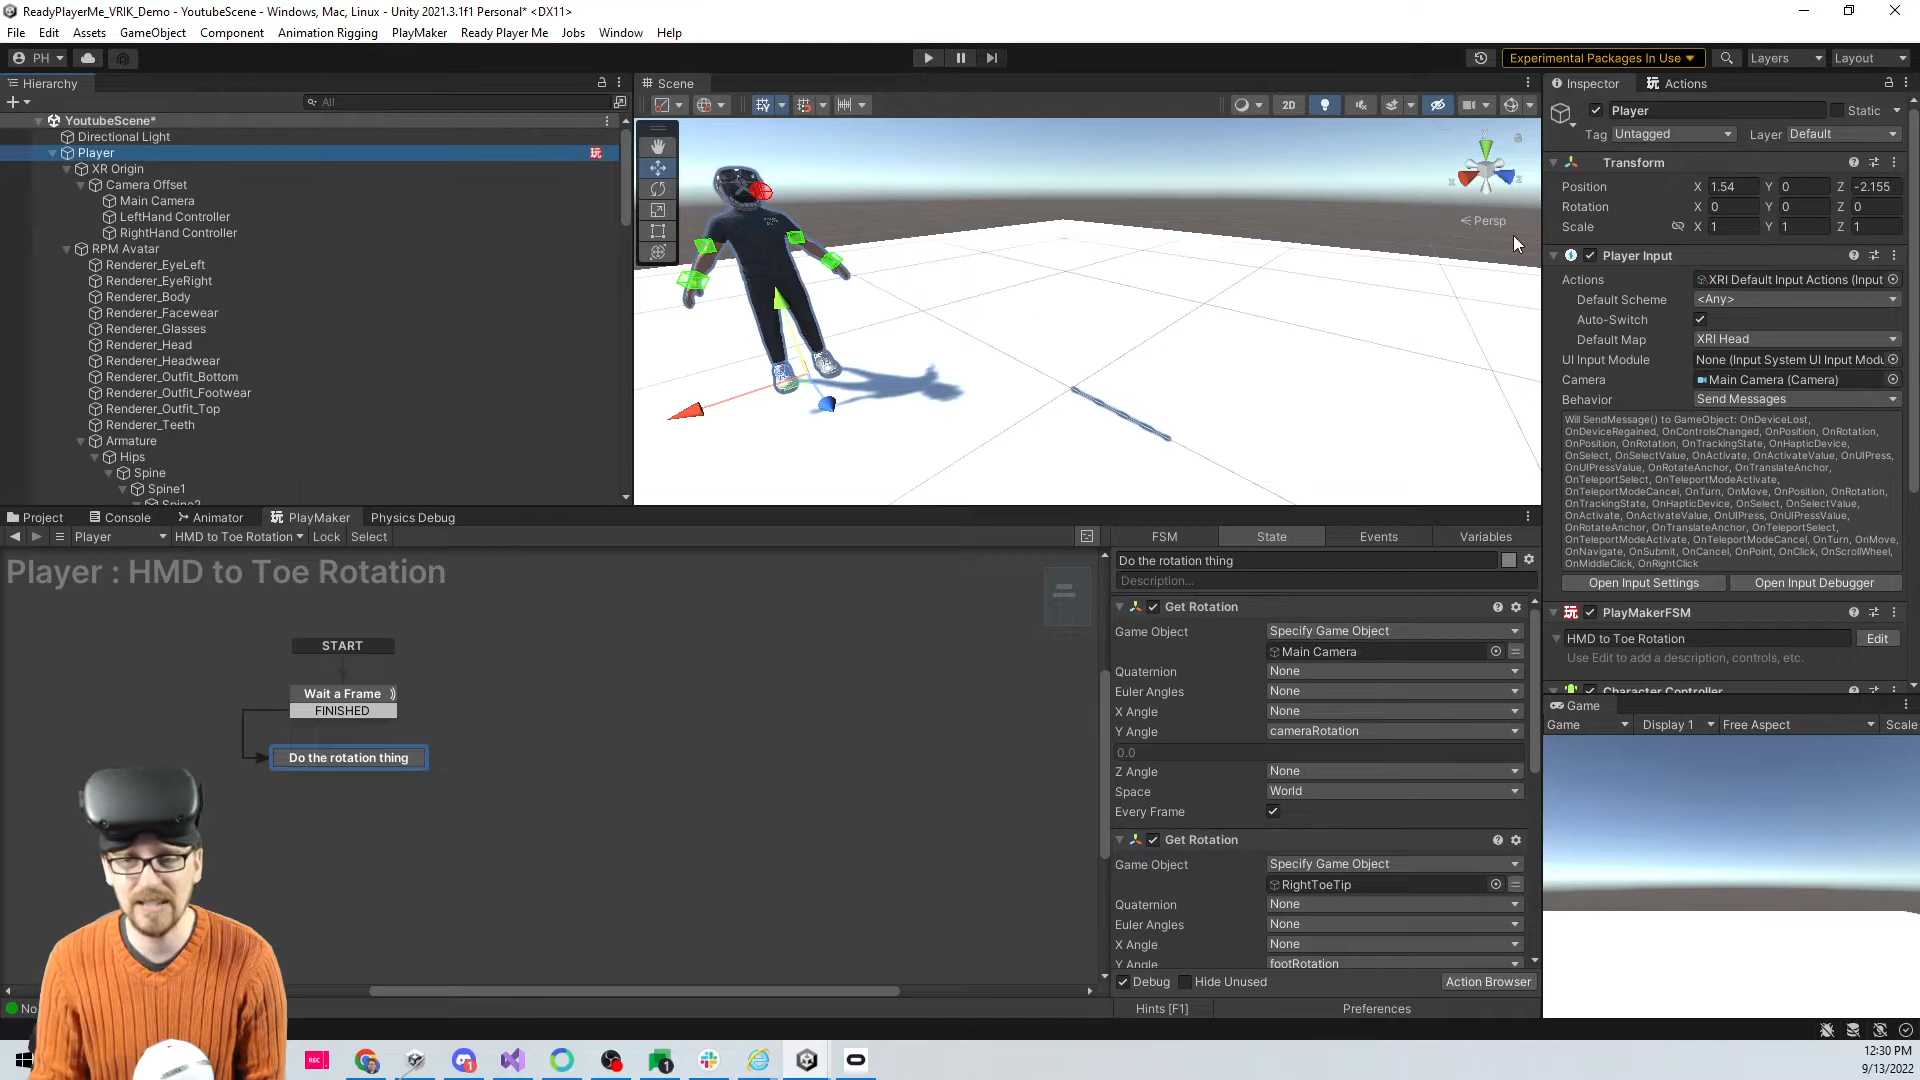 ReadyPlayerMe_VRIK_Demo - YoutubeScene - Windows, Mac, Linux - Unity 2021.3.1f1 Personal* <DX11>
File Edit Assets GameObject Component Animation Rigging PlayMaker Ready Player Me Jobs Window Help
PH Experimental Packages In Use Layers Layout
Hierarchy
All
YoutubeScene*
Directional Light
Player
XR Origin
Camera Offset
Main Camera
LeftHand Controller
RightHand Controller
RPM Avatar
Renderer_EyeLeft
Renderer_EyeRight
Renderer_Body
Renderer_Facewear
Renderer_Glasses
Renderer_Head
Renderer_Headwear
Renderer_Outfit_Bottom
Renderer_Outfit_Footwear
Renderer_Outfit_Top
Renderer_Teeth
Armature
Hips
Spine
Spine1
Spine2
Scene
2D
y
x
z
< Persp
Inspector Actions
Player Static
Tag Untagged Layer Default
Transform
Position X 1.54 Y 0 Z -2.155
Rotation X 0 Y 0 Z 0
Scale X 1 Y 1 Z 1
Player Input
Actions XRI Default Input Actions (Input
Default Scheme <Any>
Auto-Switch
Default Map XRI Head
UI Input Module None (Input System UI Input Modu
Camera Main Camera (Camera)
Behavior Send Messages
Will SendMessage() to GameObject: OnDeviceLost,
OnDeviceRegained, OnControlsChanged, OnPosition, OnRotation,
OnPosition, OnRotation, OnTrackingState, OnHapticDevice,
OnSelect, OnSelectValue, OnActivate, OnActivateValue, OnUIPress,
OnUIPressValue, OnRotateAnchor, OnTranslateAnchor,
OnTeleportSelect, OnTeleportModeActivate,
OnTeleportModeCancel, OnTurn, OnMove, OnPosition, OnRotation,
OnTrackingState, OnHapticDevice, OnSelect, OnSelectValue,
OnActivate, OnActivateValue, OnUIPress, OnUIPressValue,
OnRotateAnchor, OnTranslateAnchor, OnTeleportSelect,
OnTeleportModeActivate, OnTeleportModeCancel, OnTurn, OnMove,
OnNavigate, OnSubmit, OnCancel, OnPoint, OnClick, OnScrollWheel,
OnMiddleClick, OnRightClick
Open Input Settings Open Input Debugger
PlayMakerFSM
HMD to Toe Rotation Edit
Use Edit to add a description, controls, etc.
Character Controller
Game
Game Display 1 Free Aspect Scale
Project Console Animator PlayMaker Physics Debug
Player HMD to Toe Rotation Lock Select
Player : HMD to Toe Rotation
START
Wait a Frame
FINISHED
Do the rotation thing
No
FSM State Events Variables
Do the rotation thing
Description...
Get Rotation
Game Object Specify Game Object
Main Camera
Quaternion None
Euler Angles None
X Angle None
Y Angle cameraRotation
0.0
Z Angle None
Space World
Every Frame
Get Rotation
Game Object Specify Game Object
RightToeTip
Quaternion None
Euler Angles None
X Angle None
Y Angle footRotation
Debug Hide Unused Action Browser
Hints [F1] Preferences
REC
1
1
12:30 PM
9/13/2022